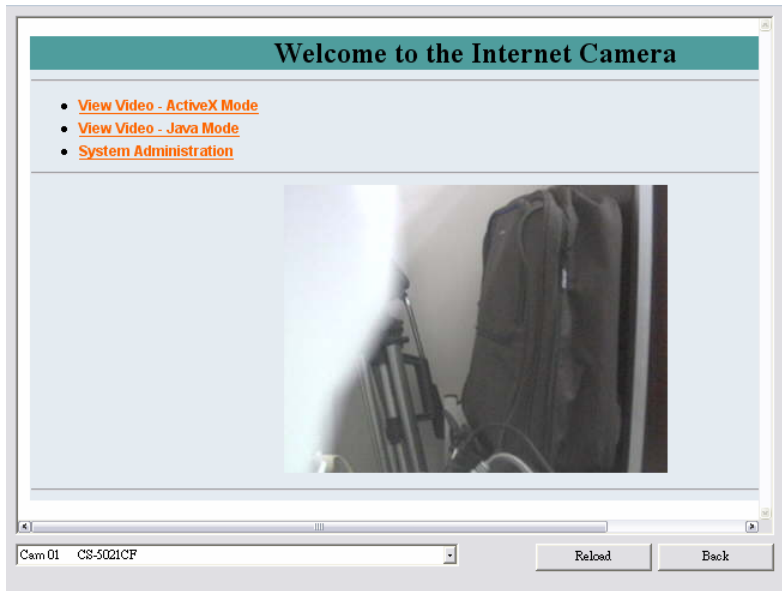 Welcome to the Internet Camera
View Video - ActiveX Mode
View Video - Java Mode
System Administration
Cam 01 CS-5021CF
Reload Back